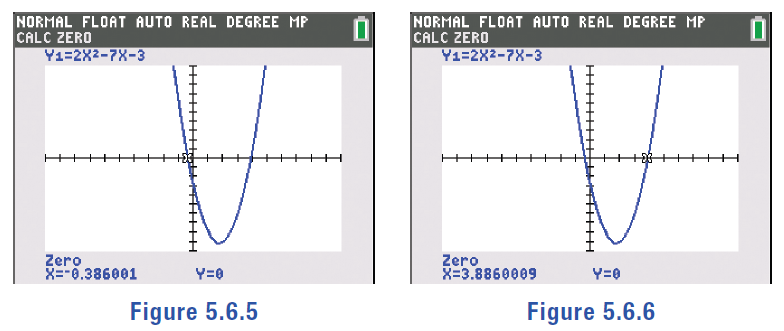 NORMAL FLOAT AUTO REAL DEGREE MP
CALC ZERO
Y₁=2X²-7X-3
Zero
X=⁻0.386001 Y=0
Figure 5.6.5
NORMAL FLOAT AUTO REAL DEGREE MP
CALC ZERO
Y₁=2X²-7X-3
Zero
X=3.8860009 Y=0
Figure 5.6.6